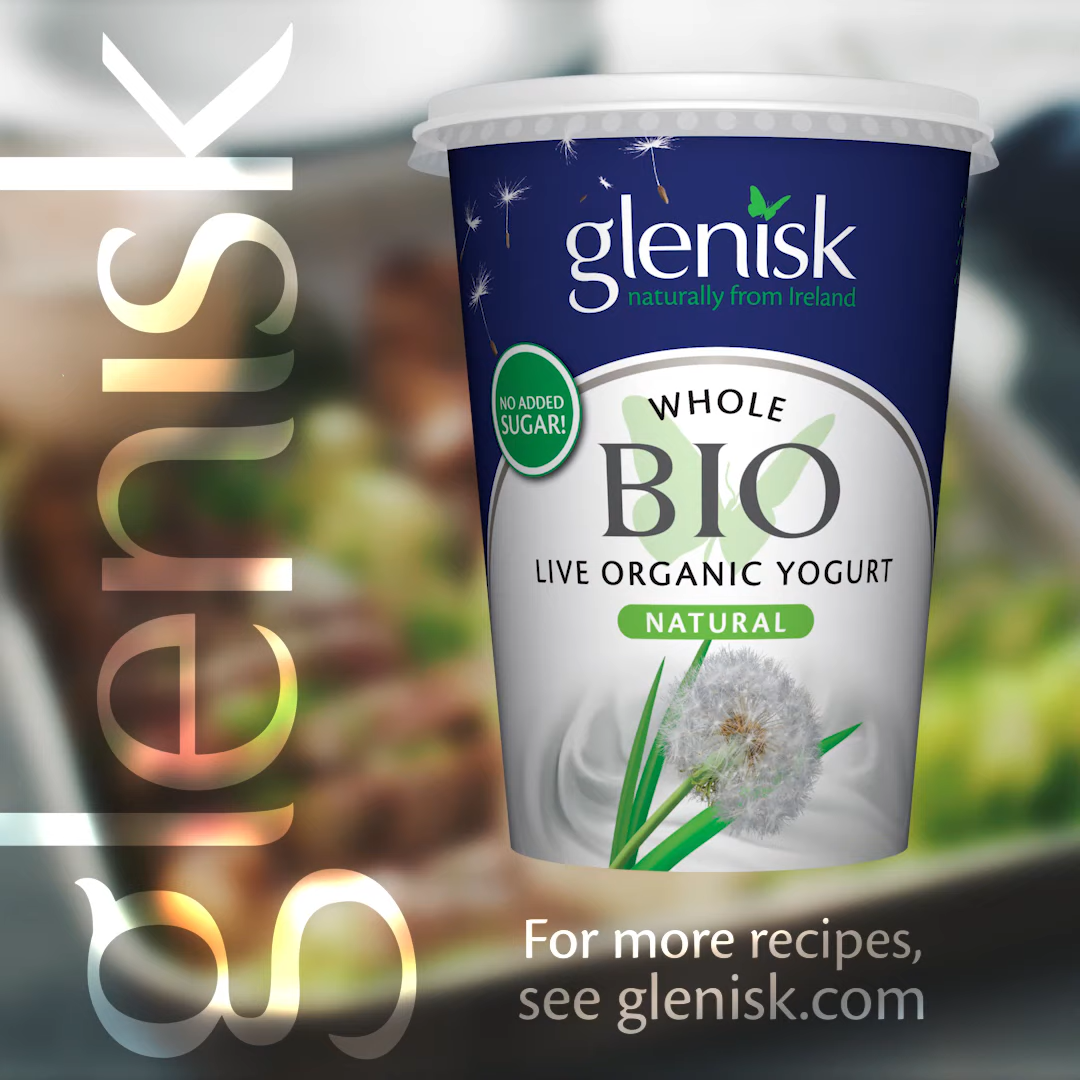 glenisk
glenisk
naturally from Ireland
NO ADDED
SUGAR!
WHOLE
BIO
LIVE ORGANIC YOGURT
NATURAL
For more recipes,
see glenisk.com